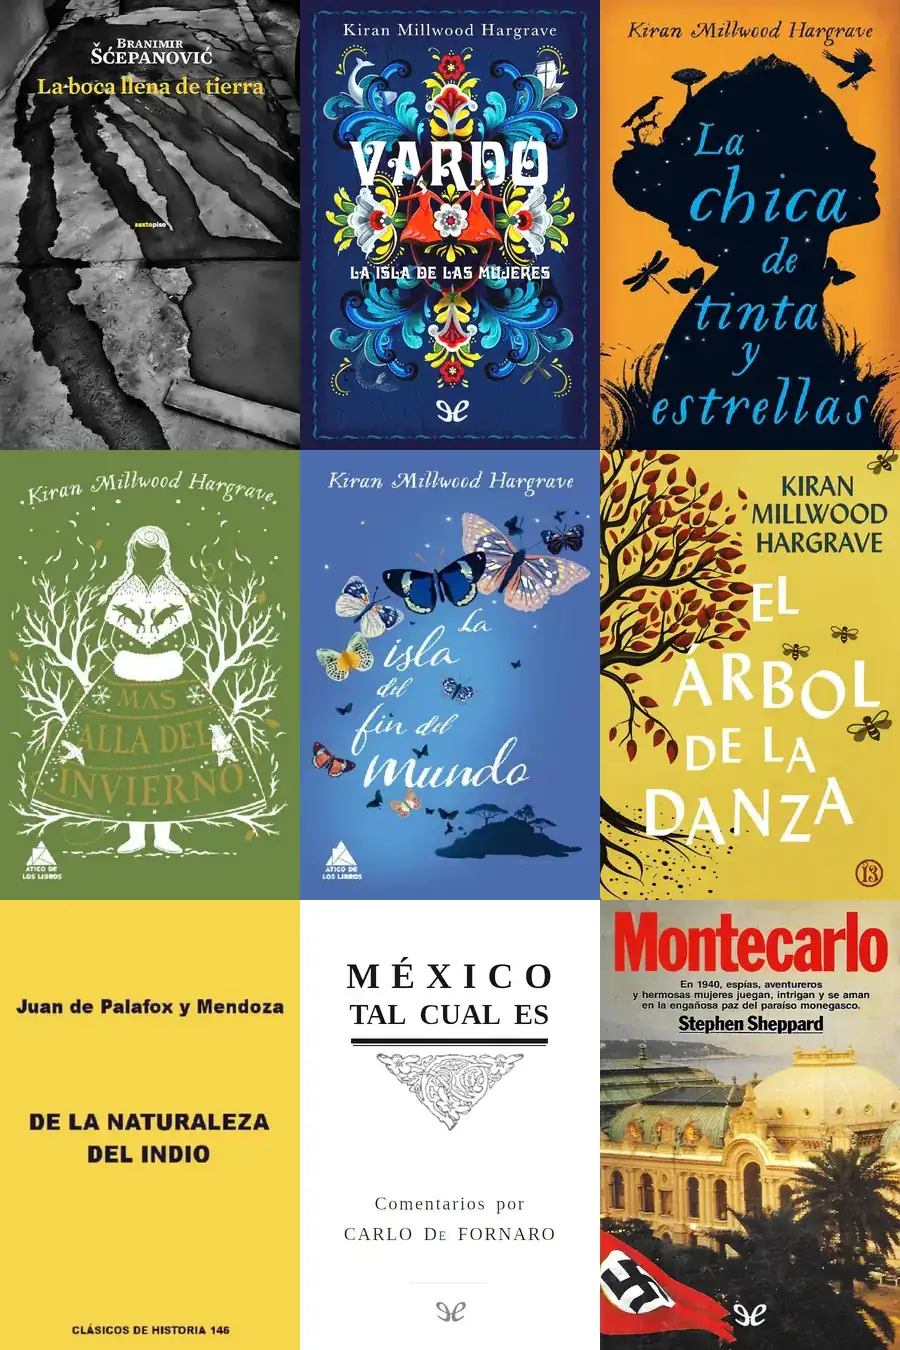 BRANIMIR
ŠĆEPANOVIĆ
La boca llena de tierra
sextopiso
Kiran Millwood Hargrave
VARDO
LA ISLA DE LAS MUJERES
Kiran Millwood Hargrave
La
chica
de
tinta
y
estrellas
Kiran Millwood Hargrave
MAS
ALLA DEL
INVIERNO
ATICO DE
LOS LIBROS
Kiran Millwood Hargrave
La
isla
del
fin del
mundo
ATICO DE
LOS LIBROS
KIRAN
MILLWOOD
HARGRAVE
EL
ÁRBOL
DE LA
DANZA
13
Juan de Palafox y Mendoza
DE LA NATURALEZA
DEL INDIO
CLÁSICOS DE HISTORIA 146
MÉXICO
TAL CUAL ES
Comentarios por
CARLO DE FORNARO
Montecarlo
En 1940, espías, aventureros
y hermosas mujeres juegan, intrigan y se aman
en la engañosa paz del paraíso monegasco.
Stephen Sheppard